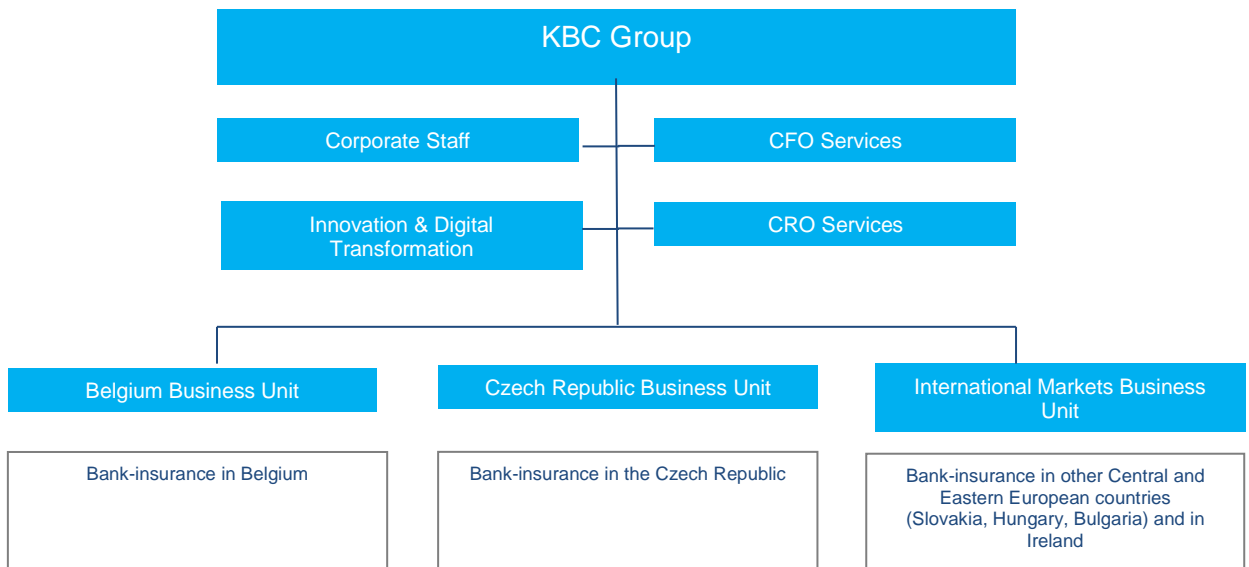 KBC Group
Corporate Staff
CFO Services
Innovation & Digital
Transformation
CRO Services
Belgium Business Unit
Czech Republic Business Unit
International Markets Business
Unit
Bank-insurance in Belgium
Bank-insurance in the Czech Republic
Bank-insurance in other Central and
Eastern European countries
(Slovakia, Hungary, Bulgaria) and in
Ireland